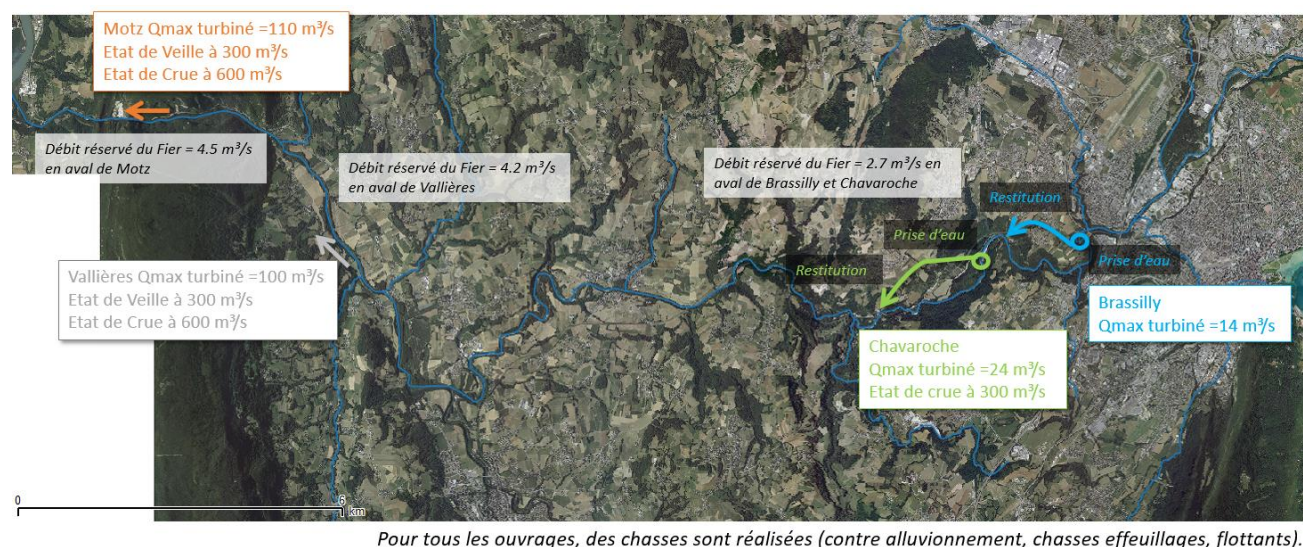 Motz Qmax turbiné =110 m³/s
Etat de Veille à 300 m³/s
Etat de Crue à 600 m³/s
Débit réservé du Fier = 4.5 m³/s
en aval de Motz
Débit réservé du Fier = 4.2 m³/s
en aval de Vallières
Débit réservé du Fier = 2.7 m³/s en
aval de Brassilly et Chavaroche
Restitution
Prise d'eau
Restitution
Prise d'eau
Vallières Qmax turbiné =100 m³/s
Etat de Veille à 300 m³/s
Etat de Crue à 600 m³/s
Brassilly
Qmax turbiné =14 m³/s
Chavaroche
Qmax turbiné =24 m³/s
Etat de crue à 300 m³/s
0
6
km
Pour tous les ouvrages, des chasses sont réalisées (contre alluvionnement, chasses effeuillages, flottants).